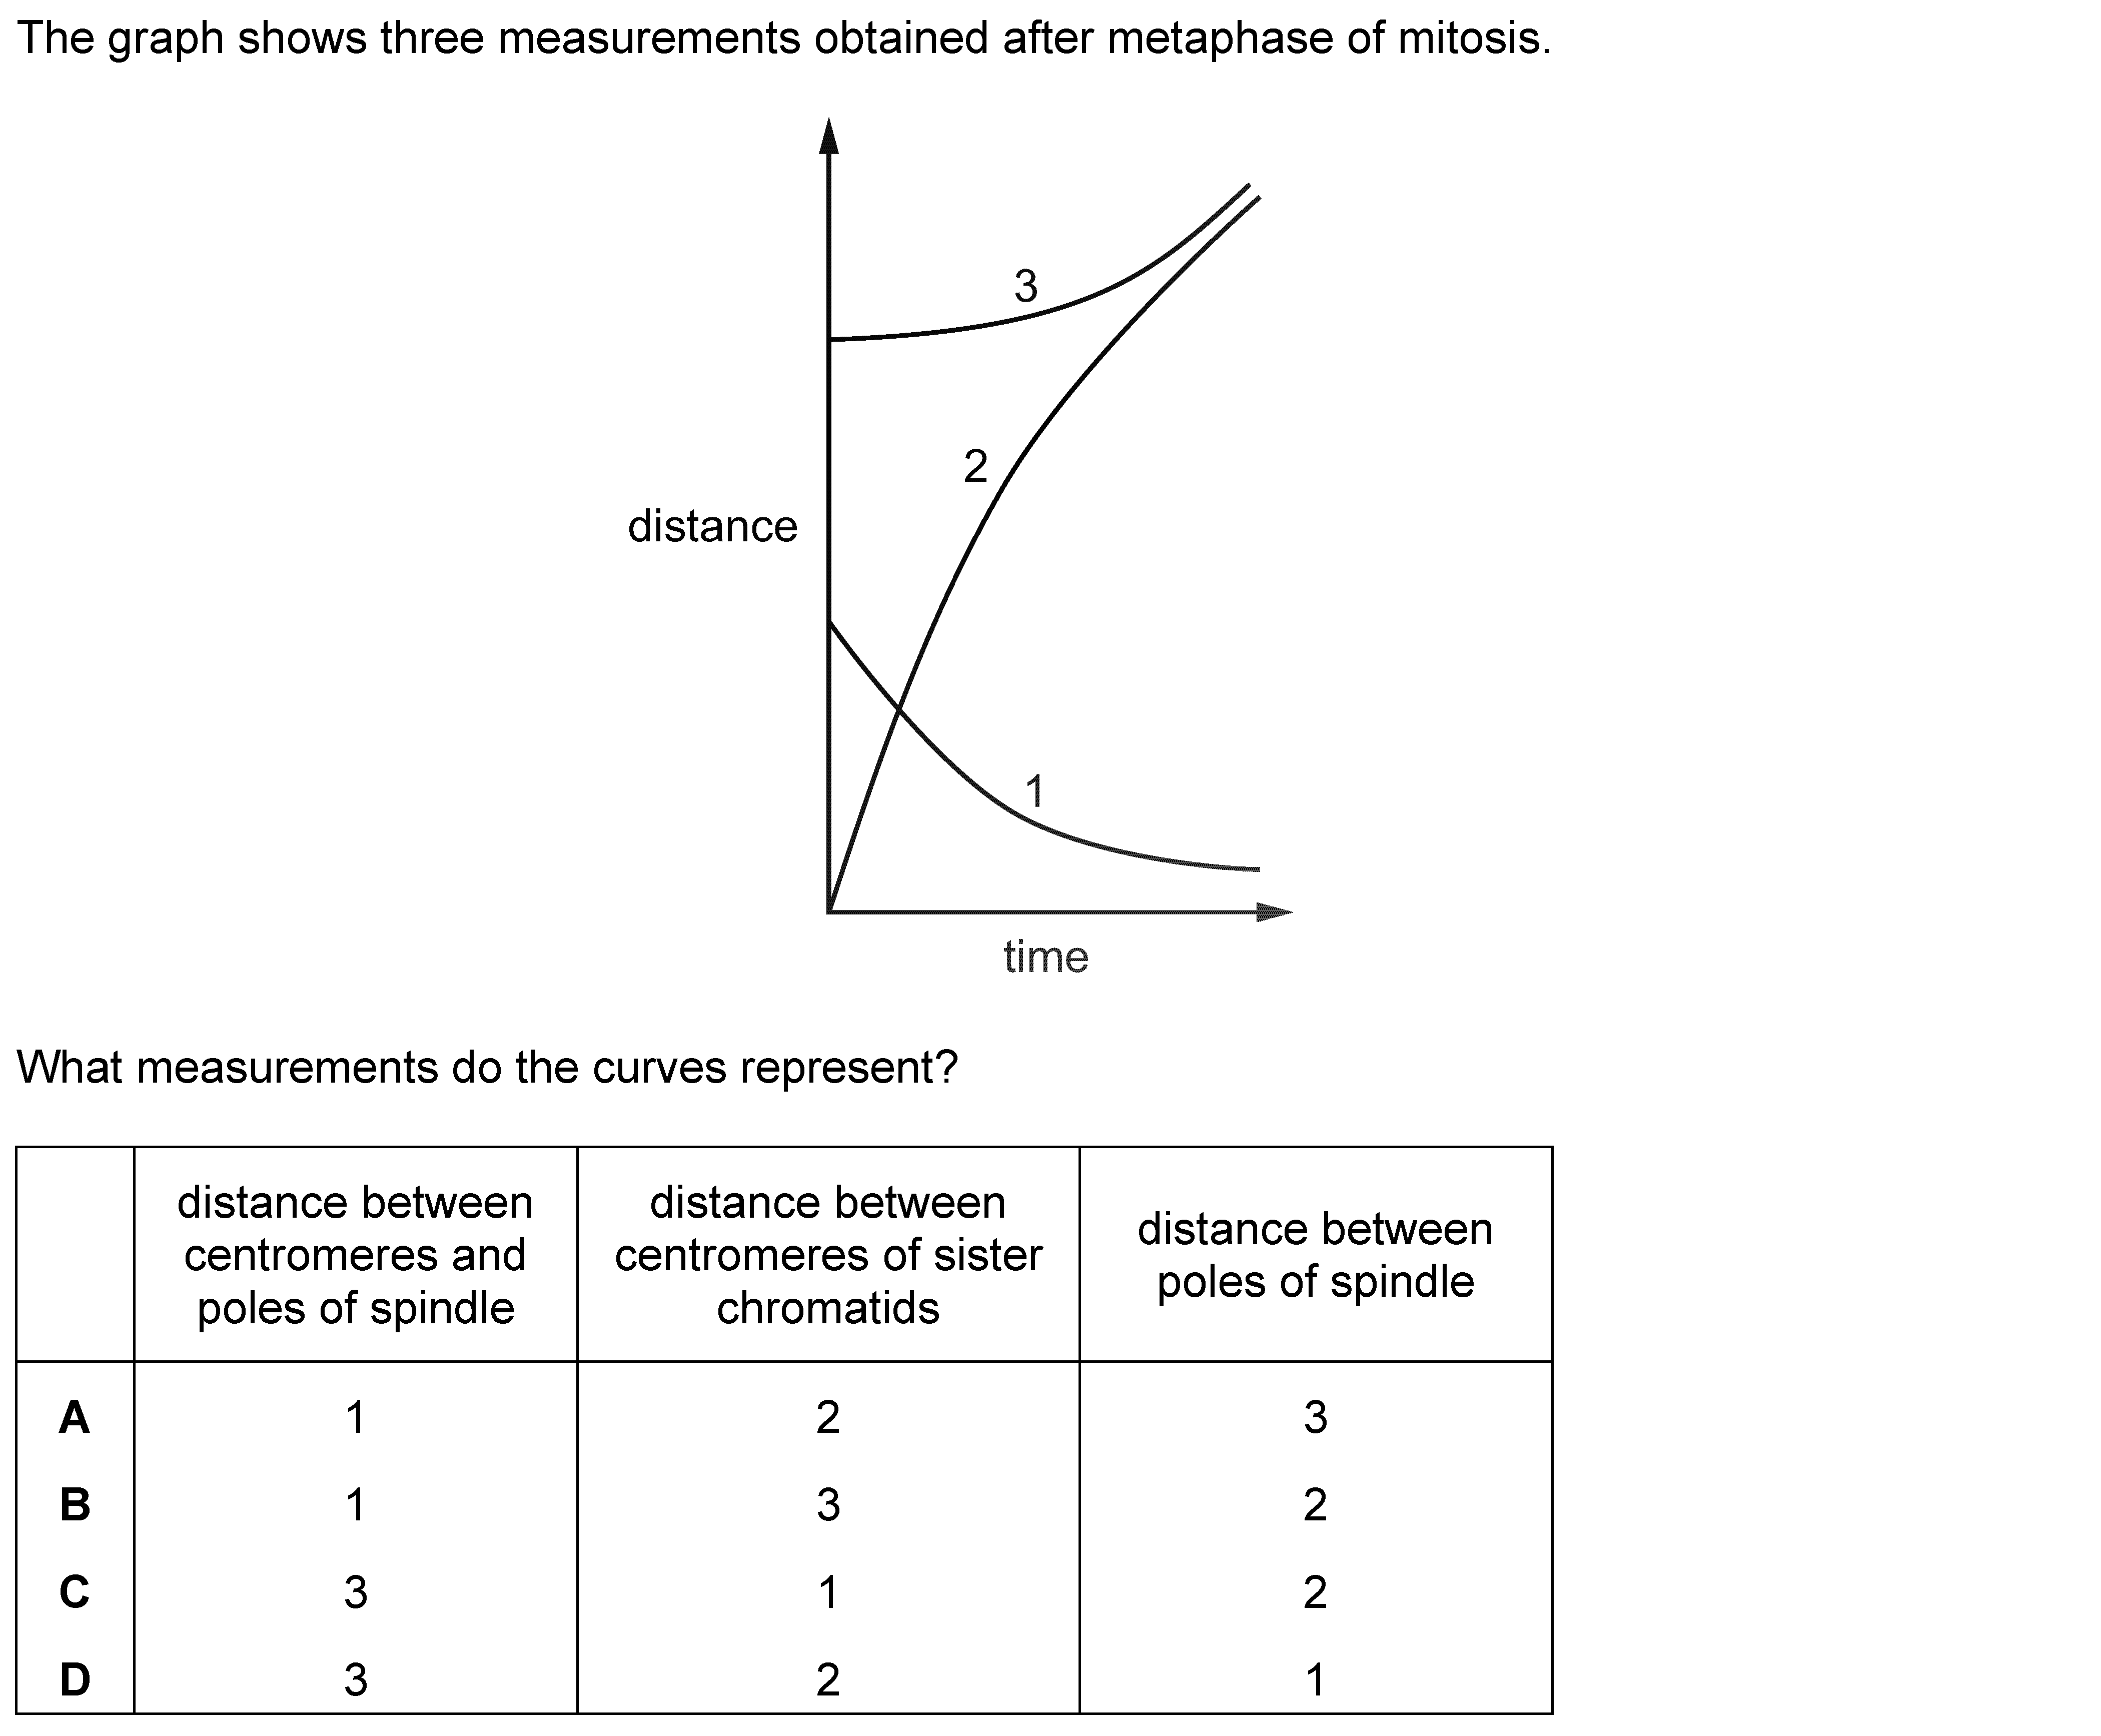 The graph shows three measurements obtained after metaphase of mitosis.
3
2
distance
1
time
What measurements do the curves represent?
distance between centromeres and poles of spindle
distance between centromeres of sister chromatids
distance between poles of spindle
A 1 2 3
B 1 3 2
C 3 1 2
D 3 2 1